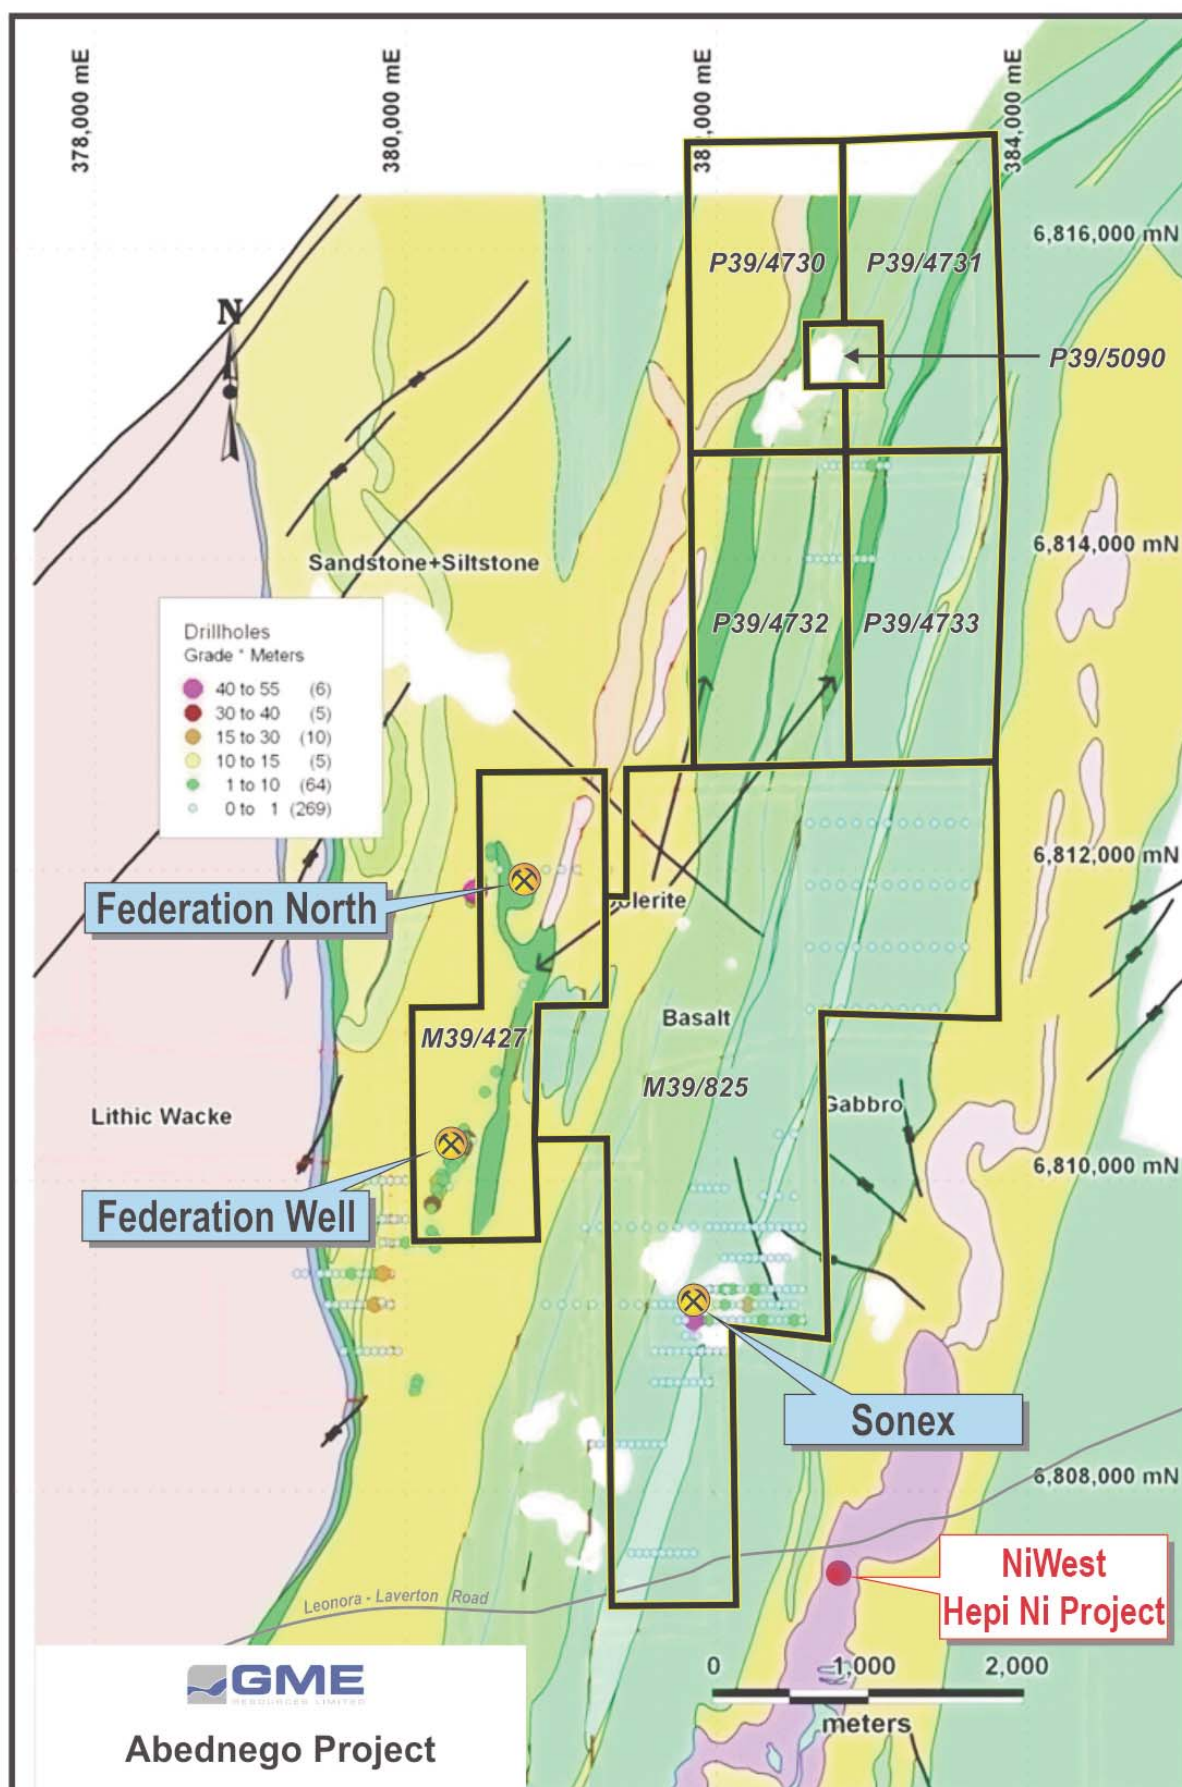 378,000 mE
380,000 mE
,000 mE
384,000 mE
6,816,000 mN
P39/4730
P39/4731
N
P39/5090
6,814,000 mN
Sandstone+Siltstone
Drillholes
Grade * Meters
40 to 55 (6)
30 to 40 (5)
15 to 30 (10)
10 to 15 (5)
1 to 10 (64)
0 to 1 (269)
P39/4732
P39/4733
6,812,000 mN
Federation North
lerite
Basalt
M39/427
M39/825
Lithic Wacke
Gabbro
6,810,000 mN
Federation Well
Sonex
6,808,000 mN
NiWest
Hepi Ni Project
Leonora - Laverton Road
0 1,000 2,000
meters
GME
RESOURCES LIMITED
Abednego Project